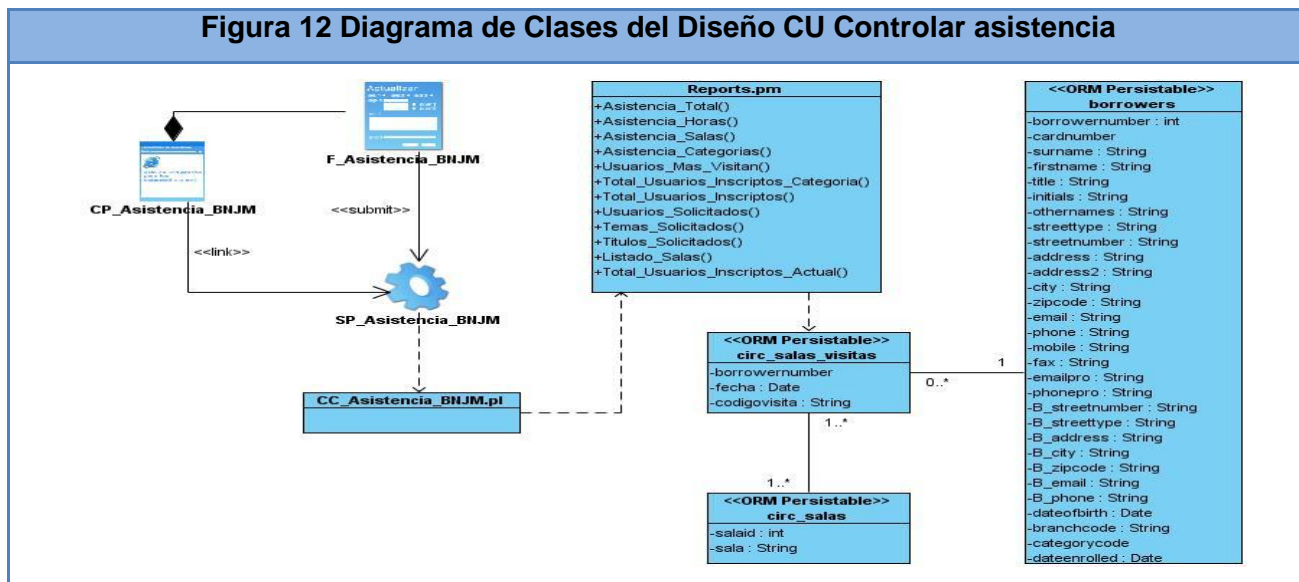 Figura 12 Diagrama de Clases del Diseño CU Controlar asistencia
Actualizar
F_Asistencia_BNJM
CP_Asistencia_BNJM
<<submit>>
<<link>>
SP_Asistencia_BNJM
CC_Asistencia_BNJM.pl
Reports.pm
+Asistencia_Total()
+Asistencia_Horas()
+Asistencia_Salas()
+Asistencia_Categorias()
+Usuarios_Mas_Visitan()
+Total_Usuarios_Inscriptos_Categoria()
+Total_Usuarios_Inscriptos()
+Usuarios_Solicitados()
+Temas_Solicitados()
+Titulos_Solicitados()
+Listado_Salas()
+Total_Usuarios_Inscriptos_Actual()
<<ORM Persistable>>
circ_salas_visitas
-borrowernumber
-fecha : Date
-codigovisita : String
1
0..*
1..*
1..*
<<ORM Persistable>>
circ_salas
-salaid : int
-sala : String
<<ORM Persistable>>
borrowers
-borrowernumber : int
-cardnumber
-surname : String
-firstname : String
-title : String
-initials : String
-othernames : String
-streettype : String
-streetnumber : String
-address : String
-address2 : String
-city : String
-zipcode : String
-email : String
-phone : String
-mobile : String
-fax : String
-emailpro : String
-phonepro : String
-B_streetnumber : String
-B_streettype : String
-B_address : String
-B_city : String
-B_zipcode : String
-B_email : String
-B_phone : String
-dateofbirth : Date
-branchcode : String
-categorycode
-dateenrolled : Date